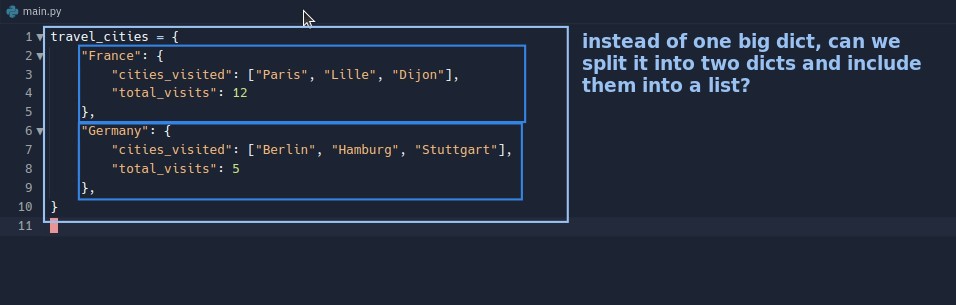 main.py
1 travel_cities = {
2 "France": {
3 "cities_visited": ["Paris", "Lille", "Dijon"],
4 "total_visits": 12
5 },
6 "Germany": {
7 "cities_visited": ["Berlin", "Hamburg", "Stuttgart"],
8 "total_visits": 5
9 },
10 }
11
instead of one big dict, can we
split it into two dicts and include
them into a list?